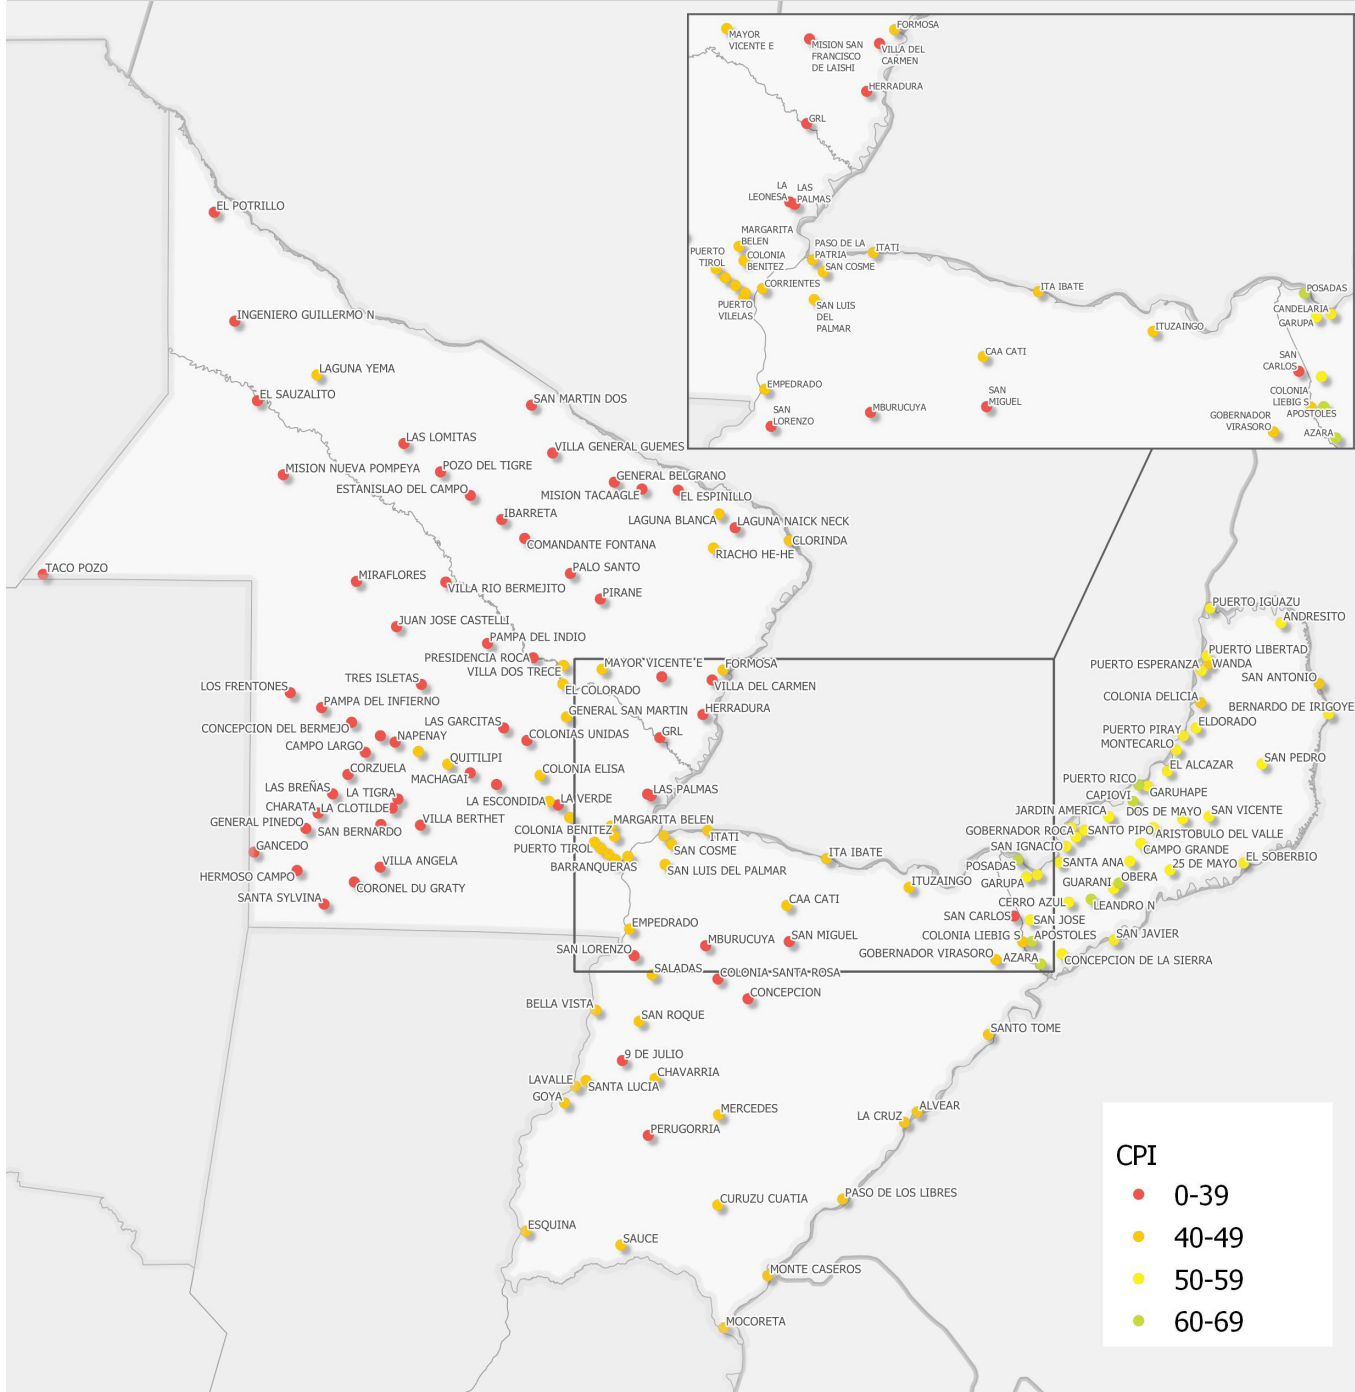 MAYOR
VICENTE E
MISION SAN
FRANCISCO
DE LAISHI
FORMOSA
VILLA DEL
CARMEN
HERRADURA
GRL
LA
LEONESA
LAS
PALMAS
MARGARITA
BELEN
PUERTO
TIROL
COLONIA
BENITEZ
PASO DE LA
PATRIA
ITATI
SAN COSME
CORRIENTES
PUERTO
VILELAS
SAN LUIS
DEL
PALMAR
ITA IBATE
ITUZAINGO
POSADAS
CANDELARIA
GARUPA
CAA CATI
SAN
CARLOS
EMPEDRADO
SAN
LORENZO
MBURUCUYA
SAN
MIGUEL
COLONIA
LIEBIG S
APOSTOLES
GOBERNADOR
VIRASORO
AZARA
EL POTRILLO
INGENIERO GUILLERMO N
LAGUNA YEMA
EL SAUZALITO
SAN MARTIN DOS
LAS LOMITAS
VILLA GENERAL GUEMES
MISION NUEVA POMPEYA
POZO DEL TIGRE
ESTANISLAO DEL CAMPO
GENERAL BELGRANO
MISION TACAAGLE
EL ESPINILLO
IBARRETA
LAGUNA BLANCA
LAGUNA NAICK NECK
COMANDANTE FONTANA
CLORINDA
RIACHO HE-HE
TACO POZO
PALO SANTO
MIRAFLORES
VILLA RIO BERMEJITO
PIRANE
JUAN JOSE CASTELLI
PAMPA DEL INDIO
PRESIDENCIA ROCA
VILLA DOS TRECE
MAYOR VICENTE E
FORMOSA
TRES ISLETAS
LOS FRENTONES
EL COLORADO
VILLA DEL CARMEN
PAMPA DEL INFIERNO
GENERAL SAN MARTIN
HERRADURA
LAS GARCITAS
CONCEPCION DEL BERMEJO
NAPENAY
COLONIAS UNIDAS
GRL
CAMPO LARGO
QUITILIPI
CORZUELA
MACHAGAI
COLONIA ELISA
LAS BREÑAS
LA TIGRA
LA ESCONDIDA
LA VERDE
LAS PALMAS
CHARATA
LA CLOTILDE
GENERAL PINEDO
SAN BERNARDO
VILLA BERTHET
MARGARITA BELEN
COLONIA BENITEZ
GANCEDO
PUERTO TIROL
ITATI
SAN COSME
BARRANQUERAS
SAN LUIS DEL PALMAR
VILLA ANGELA
HERMOSO CAMPO
CORONEL DU GRATY
SANTA SYLVINA
ITA IBATE
ITUZAINGO
CAA CATI
EMPEDRADO
SAN LORENZO
MBURUCUYA
SAN MIGUEL
SALADAS
COLONIA SANTA ROSA
CONCEPCION
BELLA VISTA
SAN ROQUE
9 DE JULIO
LAVALLE
SANTA LUCIA
CHAVARRIA
GOYA
MERCEDES
PERUGORRIA
CURUZU CUATIA
ESQUINA
SAUCE
MONTE CASEROS
MOCORETA
PASO DE LOS LIBRES
LA CRUZ
ALVEAR
SANTO TOME
PUERTO IGUAZU
ANDRESITO
PUERTO LIBERTAD
PUERTO ESPERANZA
WANDA
SAN ANTONIO
COLONIA DELICIA
BERNARDO DE IRIGOYE
ELDORADO
PUERTO PIRAY
MONTECARLO
SAN PEDRO
EL ALCAZAR
PUERTO RICO
GARUHAPE
CAPIOVI
JARDIN AMERICA
DOS DE MAYO
SAN VICENTE
GOBERNADOR ROCA
SANTO PIPO
ARISTOBULO DEL VALLE
SAN IGNACIO
CAMPO GRANDE
POSADAS
SANTA ANA
25 DE MAYO
EL SOBERBIO
GARUPA
GUARANI
OBERA
CERRO AZUL
LEANDRO N
SAN CARLOS
SAN JOSE
COLONIA LIEBIG S
APOSTOLES
SAN JAVIER
GOBERNADOR VIRASORO
AZARA
CONCEPCION DE LA SIERRA
CPI
0-39
40-49
50-59
60-69